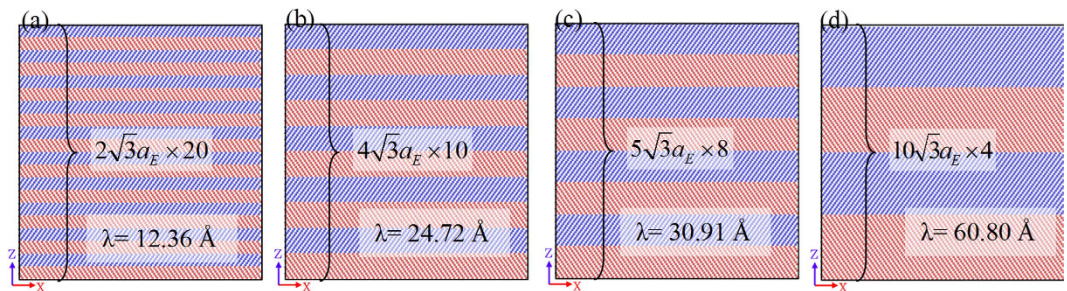 (a)
2√3a_E × 20
λ= 12.36 Å
Z
X
(b)
4√3a_E × 10
λ= 24.72 Å
Z
X
(c)
5√3a_E × 8
λ= 30.91 Å
Z
X
(d)
10√3a_E × 4
λ= 60.80 Å
Z
X